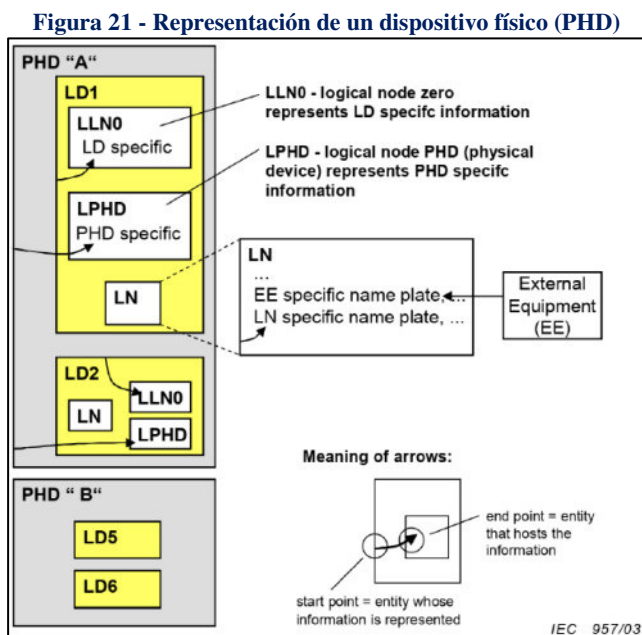 Figura 21 - Representación de un dispositivo físico (PHD)
PHD "A"
LD1
LLN0
LD specific
LPHD
PHD specific
LN
LLN0 - logical node zero
represents LD specifc information
LPHD - logical node PHD (physical
device) represents PHD specifc
information
LN
...
EE specific name plate, ...
LN specific name plate, ...
External
Equipment
(EE)
LD2
LLN0
LN
LPHD
PHD " B"
LD5
LD6
Meaning of arrows:
end point = entity
that hosts the
information
start point = entity whose
information is represented
IEC 957/03